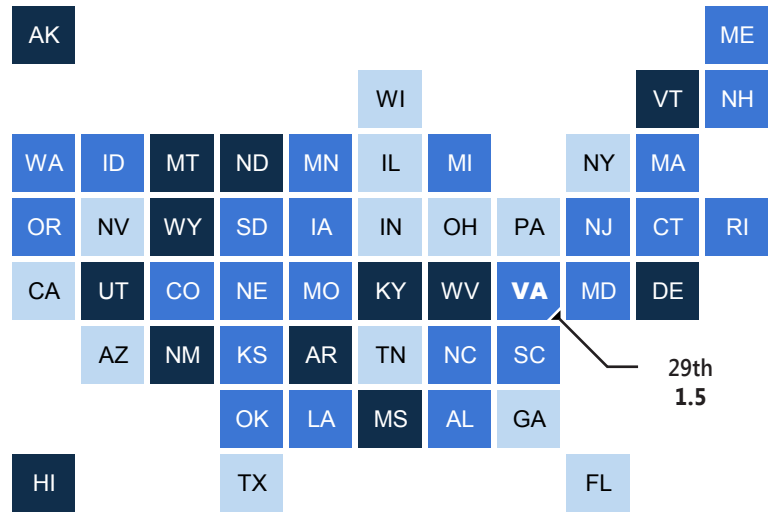 AK ME
WI VT NH
WA ID MT ND MN IL MI NY MA
OR NV WY SD IA IN OH PA NJ CT RI
CA UT CO NE MO KY WV VA MD DE
AZ NM KS AR TN NC SC
29th
1.5
OK LA MS AL GA
HI TX FL